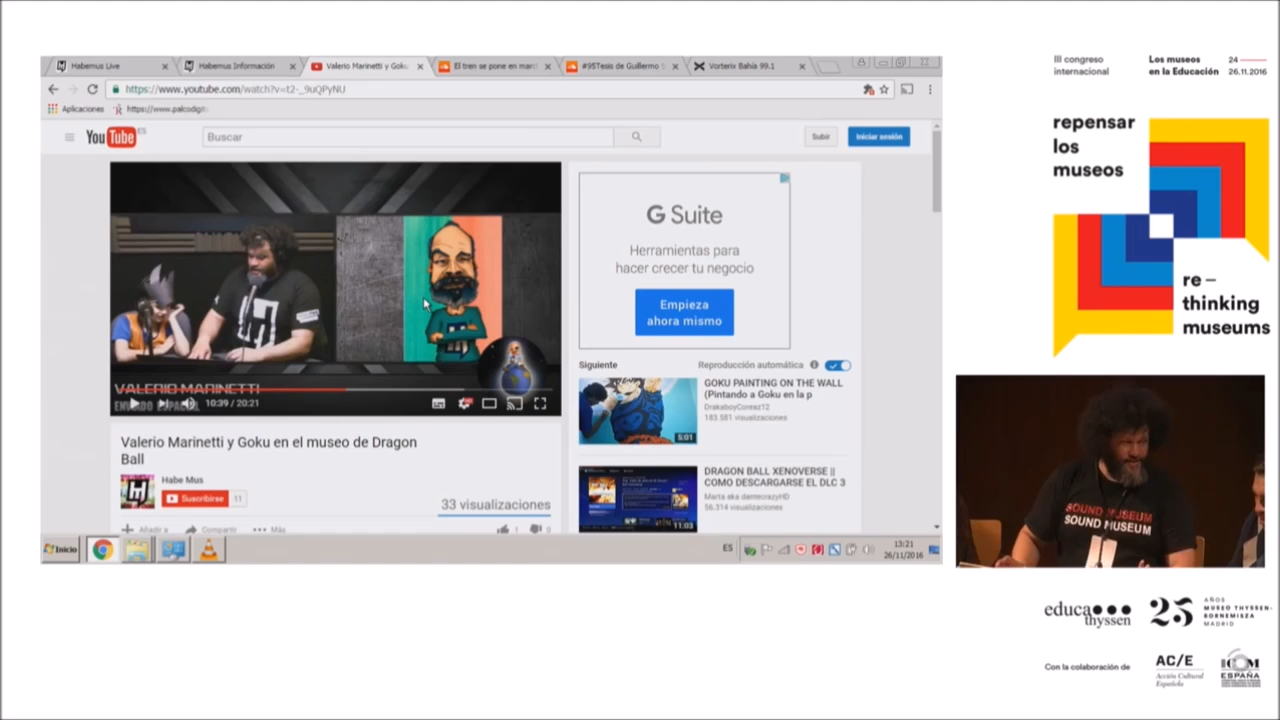 Habemus Live
Habemus Información
Valerio Marinetti y Goku
El tren se pone en march
#95Tesis de Guillermo
Vorterix Bahía 99.1
https://www.youtube.com/watch?v=t2-_9uQPyNU
Aplicaciones
https://www.palcodigit
YouTube ES
Buscar
Subir
Iniciar sesión
VALERIO MARINETTI
10:39 / 20:21
Valerio Marinetti y Goku en el museo de Dragon
Ball
Habe Mus
Suscribirse 11
33 visualizaciones
Añadir a
Compartir
Más
1
0
G Suite
Herramientas para
hacer crecer tu negocio
Empieza
ahora mismo
Siguiente
Reproducción automática
GOKU PAINTING ON THE WALL
(Pintando a Goku en la p
DrakeboyCoreaz12
183.581 visualizaciones
5:01
DRAGON BALL XENOVERSE ||
COMO DESCARGARSE EL DLC 3
Marta aka dantecrazyHD
56.314 visualizaciones
11:03
Inicio
ES
13:21
26/11/2016
III congreso
internacional
Los museos
en la Educación
24
26.11.2016
repensar
los
museos
re –
thinking
museums
SOUND MUSEUM
SOUND MUSEUM
educa
thyssen
25
AÑOS
MUSEO THYSSEN-
BORNEMISZA
MADRID
Con la colaboración de
AC/E
Acción Cultural
Española
ICOM
ESPAÑA